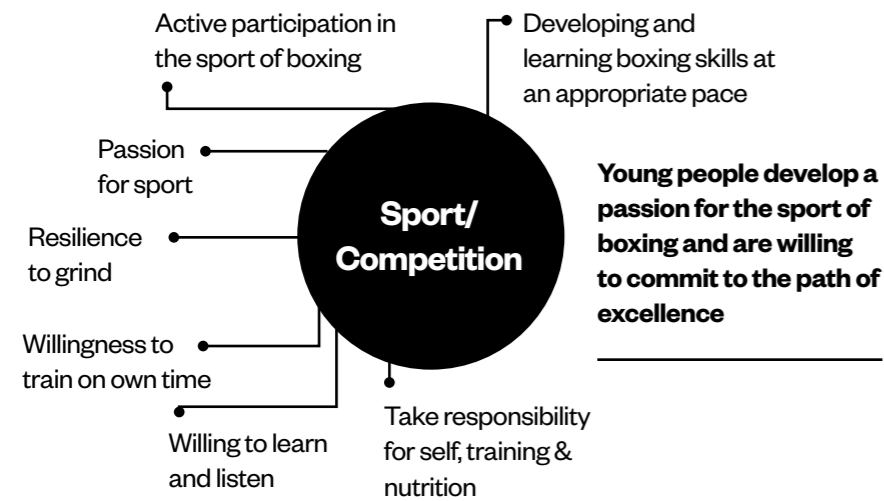 Active participation in
the sport of boxing
Developing and
learning boxing skills at
an appropriate pace
Passion
for sport
Resilience
to grind
Willingness to
train on own time
Willing to learn
and listen
Take responsibility
for self, training &
nutrition
Sport/
Competition
Young people develop a
passion for the sport of
boxing and are willing
to commit to the path of
excellence